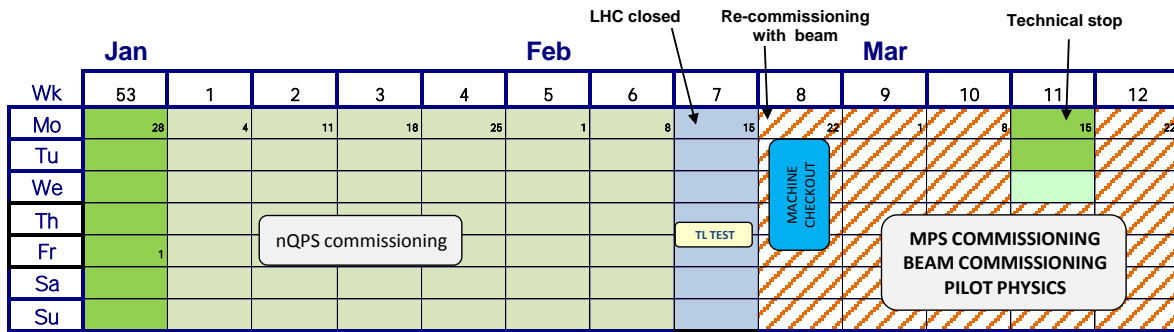 LHC closed Re-commissioning Technical stop
with beam
Jan Feb Mar
Wk 53 1 2 3 4 5 6 7 8 9 10 11 12
Mo 28 4 11 18 25 1 8 15 22 1 8 15 22
Tu
We
Th
Fr 1
Sa
Su
nQPS commissioning
TL TEST
MACHINE
CHECKOUT
MPS COMMISSIONING
BEAM COMMISSIONING
PILOT PHYSICS